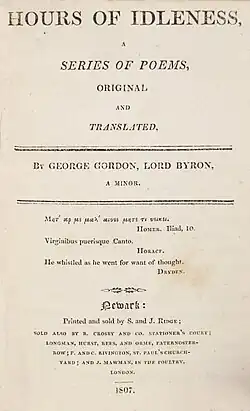 HOURS OF IDLENESS,
A
SERIES OF POEMS,
ORIGINAL
AND
TRANSLATED,
BY GEORGE GORDON, LORD BYRON,
A MINOR.
HOMER. Iliad, 10.
Virginibus puerisque Canto.
HORACE.
He whistled as he went for want of thought.
DRYDEN.
Newark:
Printed and sold by S. and J. RIDGE;
SOLD ALSO BY B. CROSBY AND CO. STATIONER'S COURT;
LONGMAN, HURST, REES, AND ORME, PATERNOSTER-
ROW; F. AND C. RIVINGTON, ST. PAUL'S CHURCH-
YARD; AND J. MAWMAN, IN THE POULTRY,
LONDON.
1807.